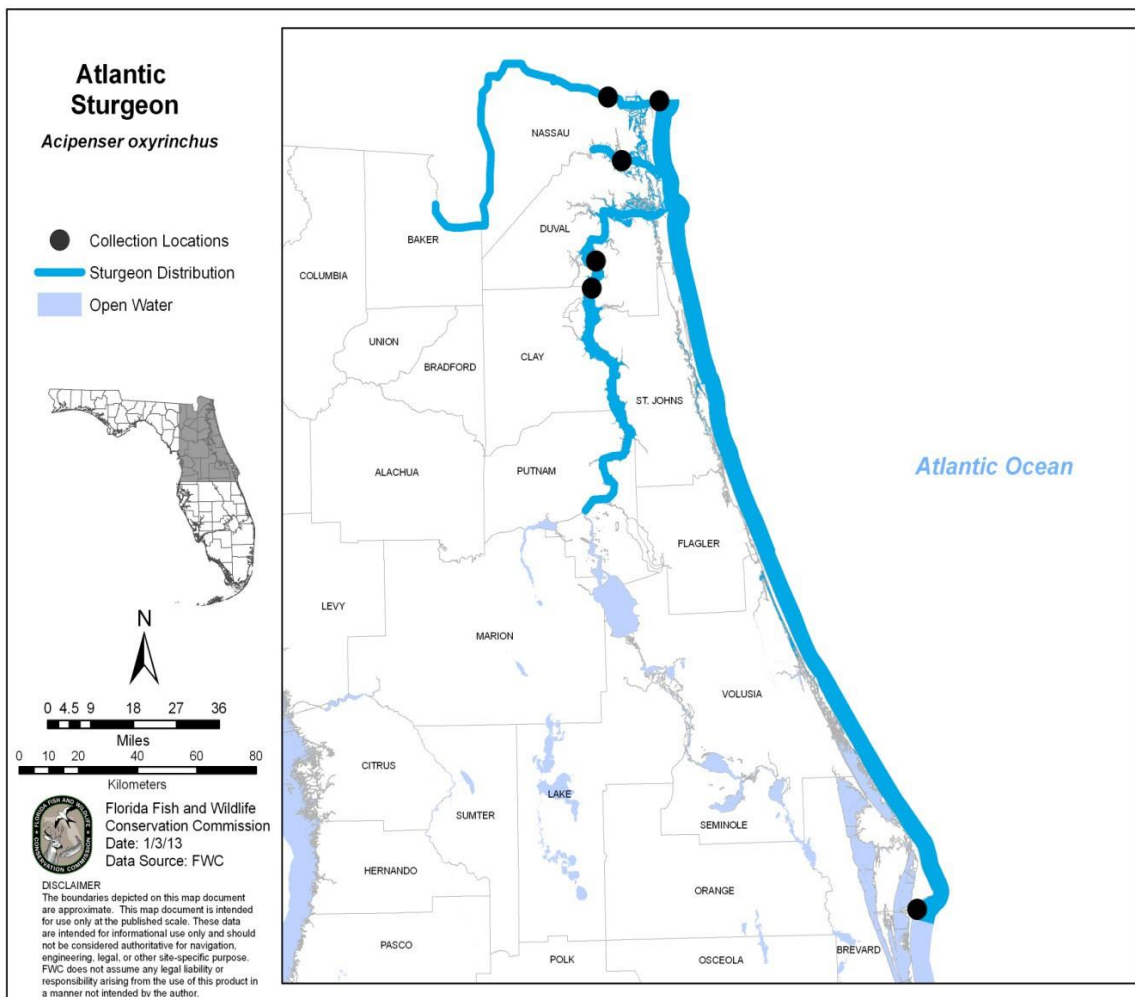 Atlantic
Sturgeon
Acipenser oxyrinchus
Collection Locations
Sturgeon Distribution
Open Water
N
0 4.5 9 18 27 36
Miles
0 10 20 40 60 80
Kilometers
FLORIDA FISH AND WILDLIFE
CONSERVATION COMMISSION
Florida Fish and Wildlife
Conservation Commission
Date: 1/3/13
Data Source: FWC
DISCLAIMER
The boundaries depicted on this map document
are approximate. This map document is intended
for use only at the published scale. These data
are intended for informational use only and should
not be considered authoritative for navigation,
engineering, legal, or other site-specific purpose.
FWC does not assume any legal liability or
responsibility arising from the use of this product in
a manner not intended by the author.
NASSAU
DUVAL
BAKER
COLUMBIA
UNION
BRADFORD
CLAY
ST. JOHNS
ALACHUA
PUTNAM
Atlantic Ocean
FLAGLER
LEVY
MARION
VOLUSIA
CITRUS
LAKE
SUMTER
SEMINOLE
HERNANDO
ORANGE
PASCO
POLK
OSCEOLA
BREVARD